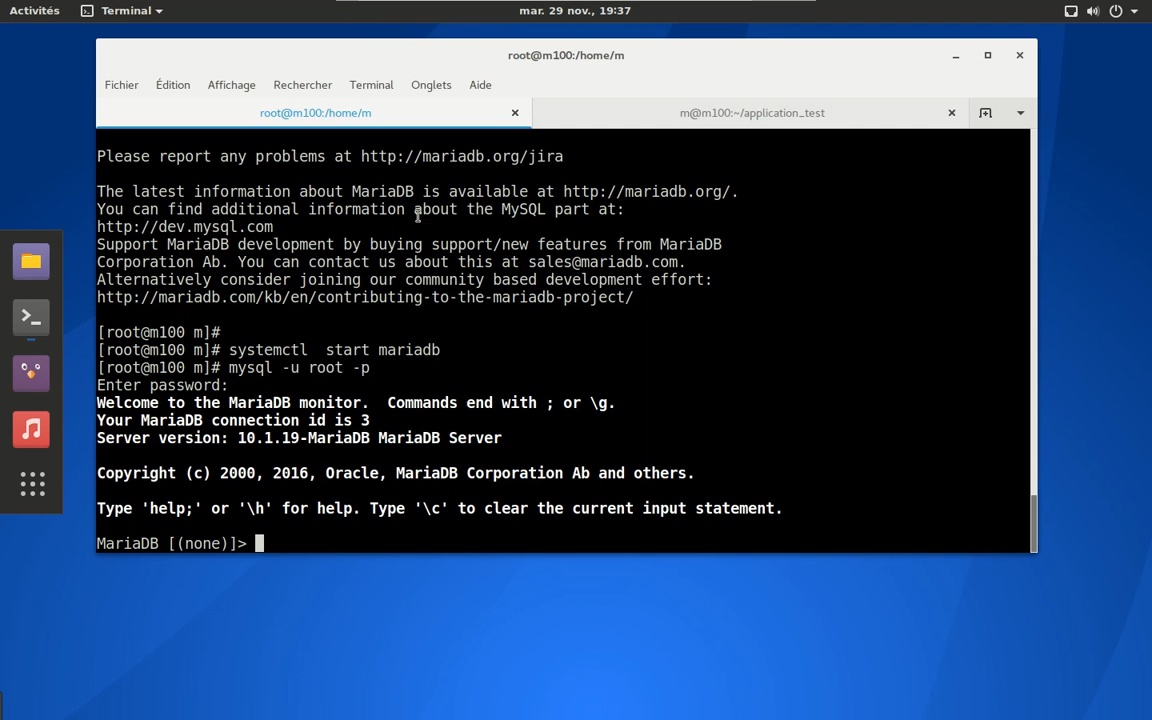 Activités Terminal mar. 29 nov., 19:37
root@m100:/home/m
Fichier Édition Affichage Rechercher Terminal Onglets Aide
root@m100:/home/m m@m100:~/application_test
Please report any problems at http://mariadb.org/jira
The latest information about MariaDB is available at http://mariadb.org/.
You can find additional information about the MySQL part at:
http://dev.mysql.com
Support MariaDB development by buying support/new features from MariaDB
Corporation Ab. You can contact us about this at sales@mariadb.com.
Alternatively consider joining our community based development effort:
http://mariadb.com/kb/en/contributing-to-the-mariadb-project/
[root@m100 m]#
[root@m100 m]# systemctl  start mariadb
[root@m100 m]# mysql -u root -p
Enter password:
Welcome to the MariaDB monitor.  Commands end with ; or \g.
Your MariaDB connection id is 3
Server version: 10.1.19-MariaDB MariaDB Server
Copyright (c) 2000, 2016, Oracle, MariaDB Corporation Ab and others.
Type 'help;' or '\h' for help. Type '\c' to clear the current input statement.
MariaDB [(none)]>